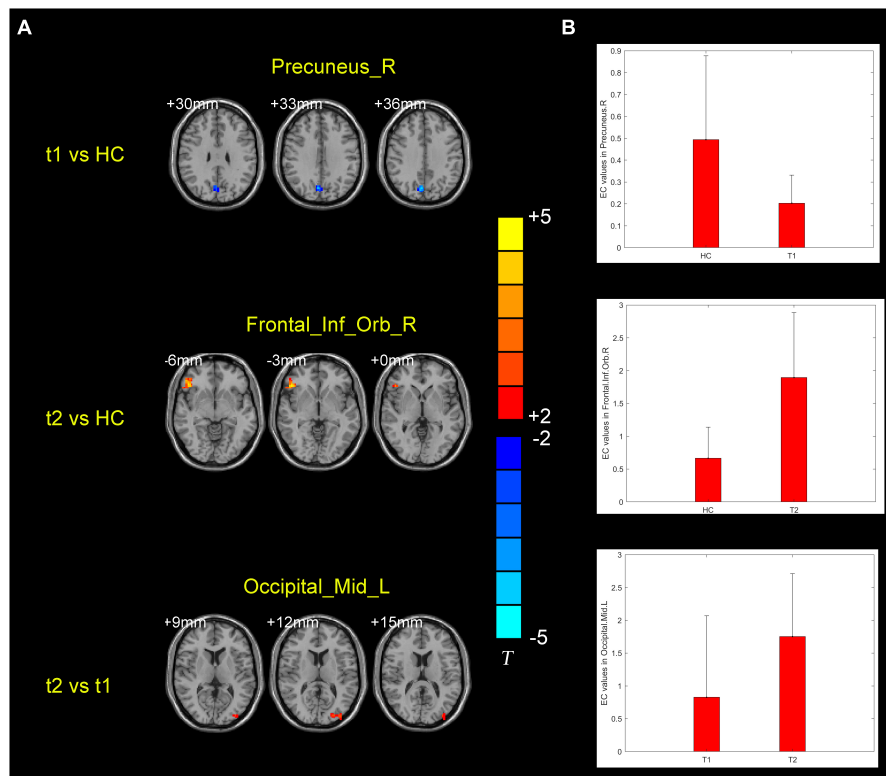 A
Precuneus_R
t1 vs HC
+30mm +33mm +36mm
Frontal_Inf_Orb_R
t2 vs HC
-6mm -3mm +0mm
Occipital_Mid_L
t2 vs t1
+9mm +12mm +15mm
+5
+2
-2
-5
T
B
EC values in Precuneus.R
0.9
0.8
0.7
0.6
0.5
0.4
0.3
0.2
0.1
0
HC T1
EC values in Frontal.Inf.Orb.R
3
2.5
2
1.5
1
0.5
0
HC T2
EC values in Occipital.Mid.L
3
2.5
2
1.5
1
0.5
0
T1 T2